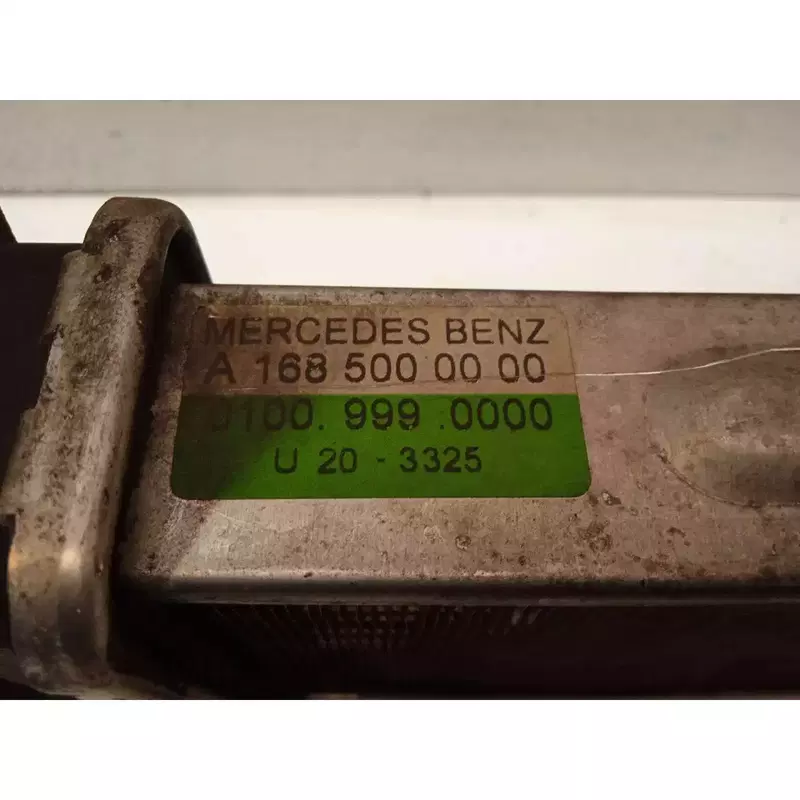 MERCEDES BENZ
A 168 500 00 00
0100. 999 .0000
U 20 - 3325